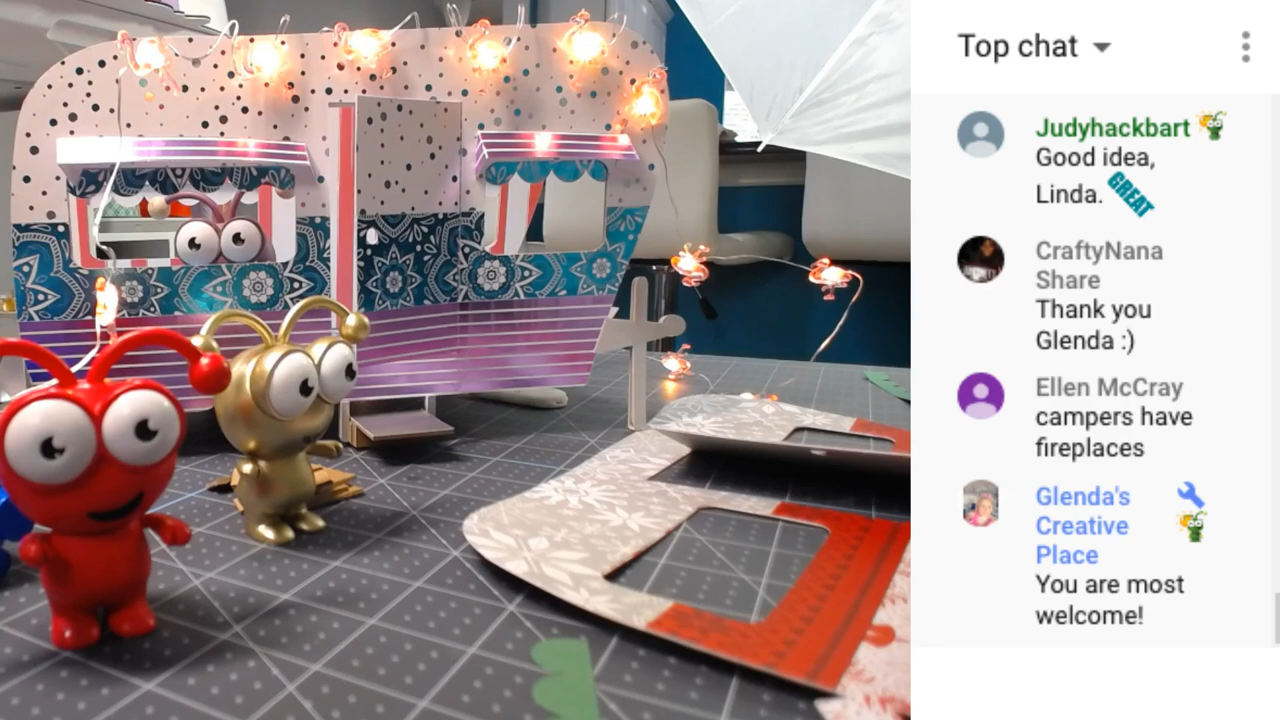 Top chat
Judyhackbart
Good idea,
Linda. GREAT
CraftyNana
Share
Thank you
Glenda :)
Ellen McCray
campers have
fireplaces
Glenda's
Creative
Place
You are most
welcome!